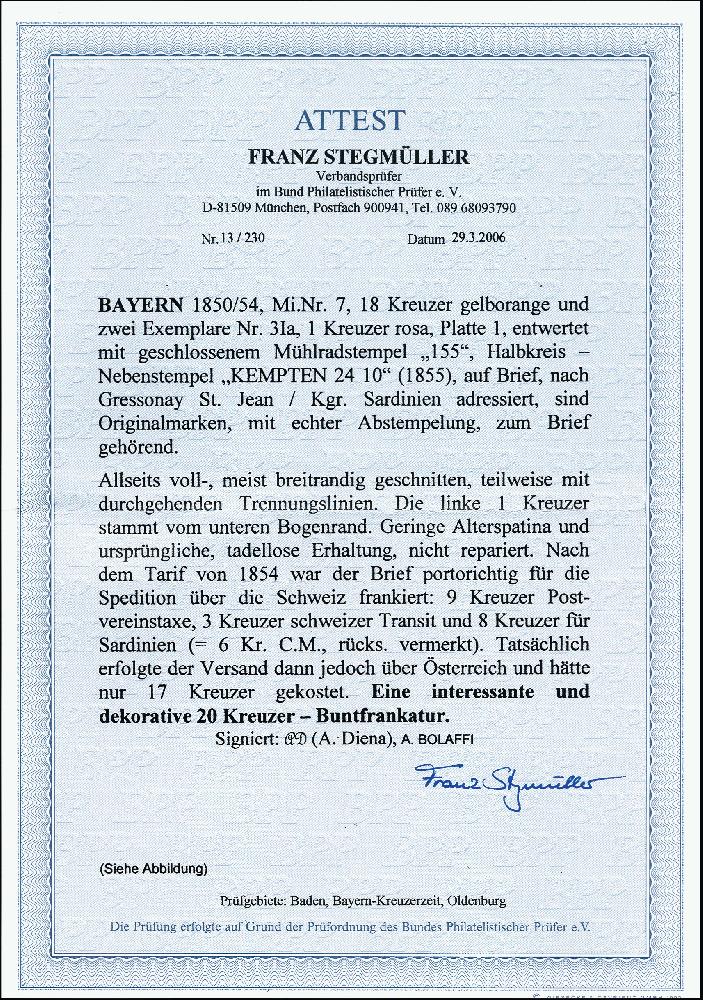 ATTEST
FRANZ STEGMÜLLER
Verbandsprüfer
im Bund Philatelistischer Prüfer e. V.
D-81509 München, Postfach 900941, Tel. 089 68093790
Nr. 13 / 230 Datum 29.3.2006
BAYERN 1850/54, Mi.Nr. 7, 18 Kreuzer gelborange und
zwei Exemplare Nr. 3Ia, 1 Kreuzer rosa, Platte 1, entwertet
mit geschlossenem Mühlradstempel „155“, Halbkreis –
Nebenstempel „KEMPTEN 24 10“ (1855), auf Brief, nach
Gressonay St. Jean / Kgr. Sardinien adressiert, sind
Originalmarken, mit echter Abstempelung, zum Brief
gehörend.
Allseits voll-, meist breitrandig geschnitten, teilweise mit
durchgehenden Trennungslinien. Die linke 1 Kreuzer
stammt vom unteren Bogenrand. Geringe Alterspatina und
ursprüngliche, tadellose Erhaltung, nicht repariert. Nach
dem Tarif von 1854 war der Brief portorichtig für die
Spedition über die Schweiz frankiert: 9 Kreuzer Post-
vereinstaxe, 3 Kreuzer schweizer Transit und 8 Kreuzer für
Sardinien (= 6 Kr. C.M., rücks. vermerkt). Tatsächlich
erfolgte der Versand dann jedoch über Österreich und hätte
nur 17 Kreuzer gekostet. Eine interessante und
dekorative 20 Kreuzer – Buntfrankatur.
Signiert: (A. Diena), A. BOLAFFI
Franz Stegmüller
(Siehe Abbildung)
Prüfgebiete: Baden, Bayern-Kreuzerzeit, Oldenburg
Die Prüfung erfolgte auf Grund der Prüfordnung des Bundes Philatelistischer Prüfer e.V.